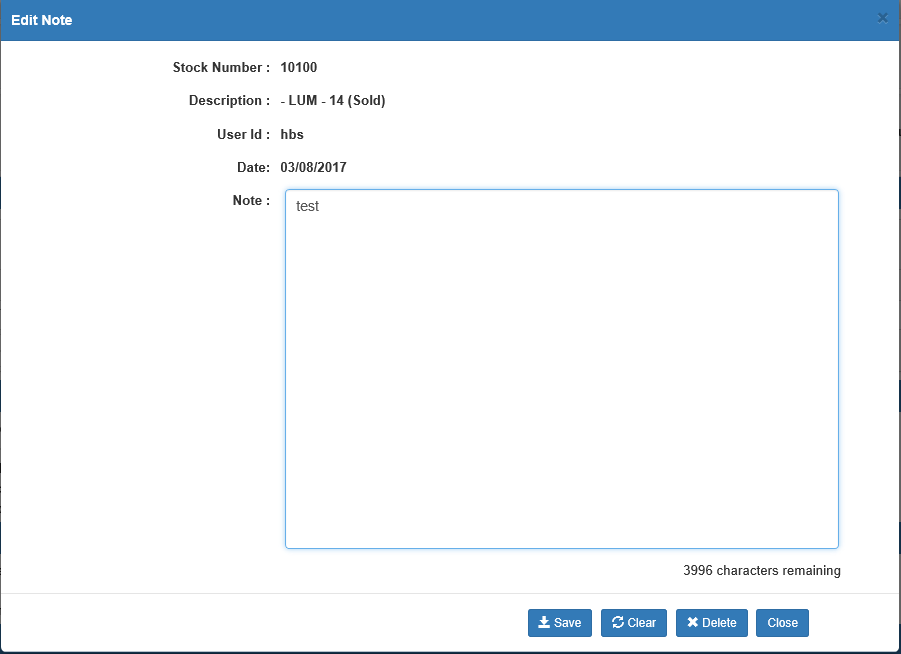 Edit Note ×
Stock Number : 10100
Description : - LUM - 14 (Sold)
User Id : hbs
Date: 03/08/2017
Note : test
3996 characters remaining
Save Clear Delete Close